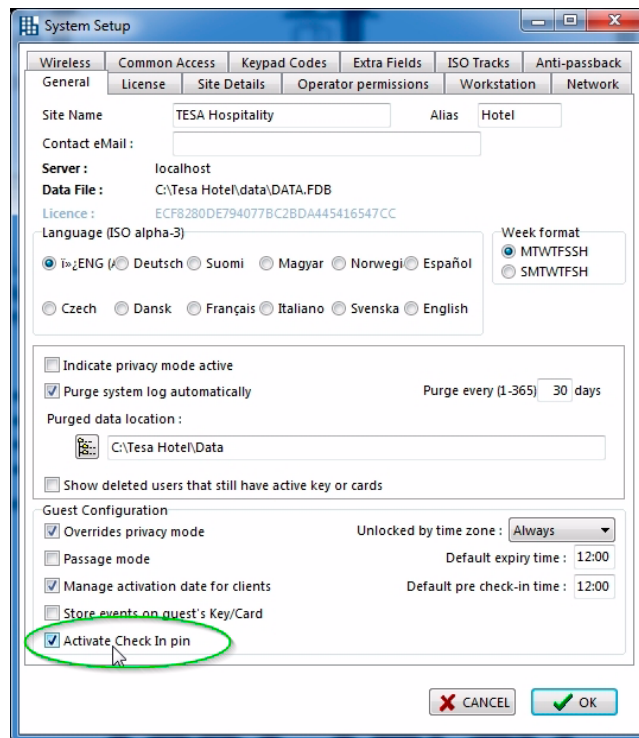 System Setup
Wireless Common Access Keypad Codes Extra Fields ISO Tracks Anti-passback
General License Site Details Operator permissions Workstation Network
Site Name TESA Hospitality Alias Hotel
Contact eMail :
Server : localhost
Data File : C:\Tesa Hotel\data\DATA.FDB
Licence : ECF8280DE794077BC2BDA445416547CC
Language (ISO alpha-3) Week format
ï»¿ENG (A Deutsch Suomi Magyar Norwegi Español MTWTFSSH
SMTWTFSH
Czech Dansk Français Italiano Svenska English
Indicate privacy mode active
Purge system log automatically Purge every (1-365) 30 days
Purged data location :
C:\Tesa Hotel\Data
Show deleted users that still have active key or cards
Guest Configuration
Overrides privacy mode Unlocked by time zone : Always
Passage mode Default expiry time : 12:00
Manage activation date for clients Default pre check-in time : 12:00
Store events on guest's Key/Card
Activate Check In pin
CANCEL OK